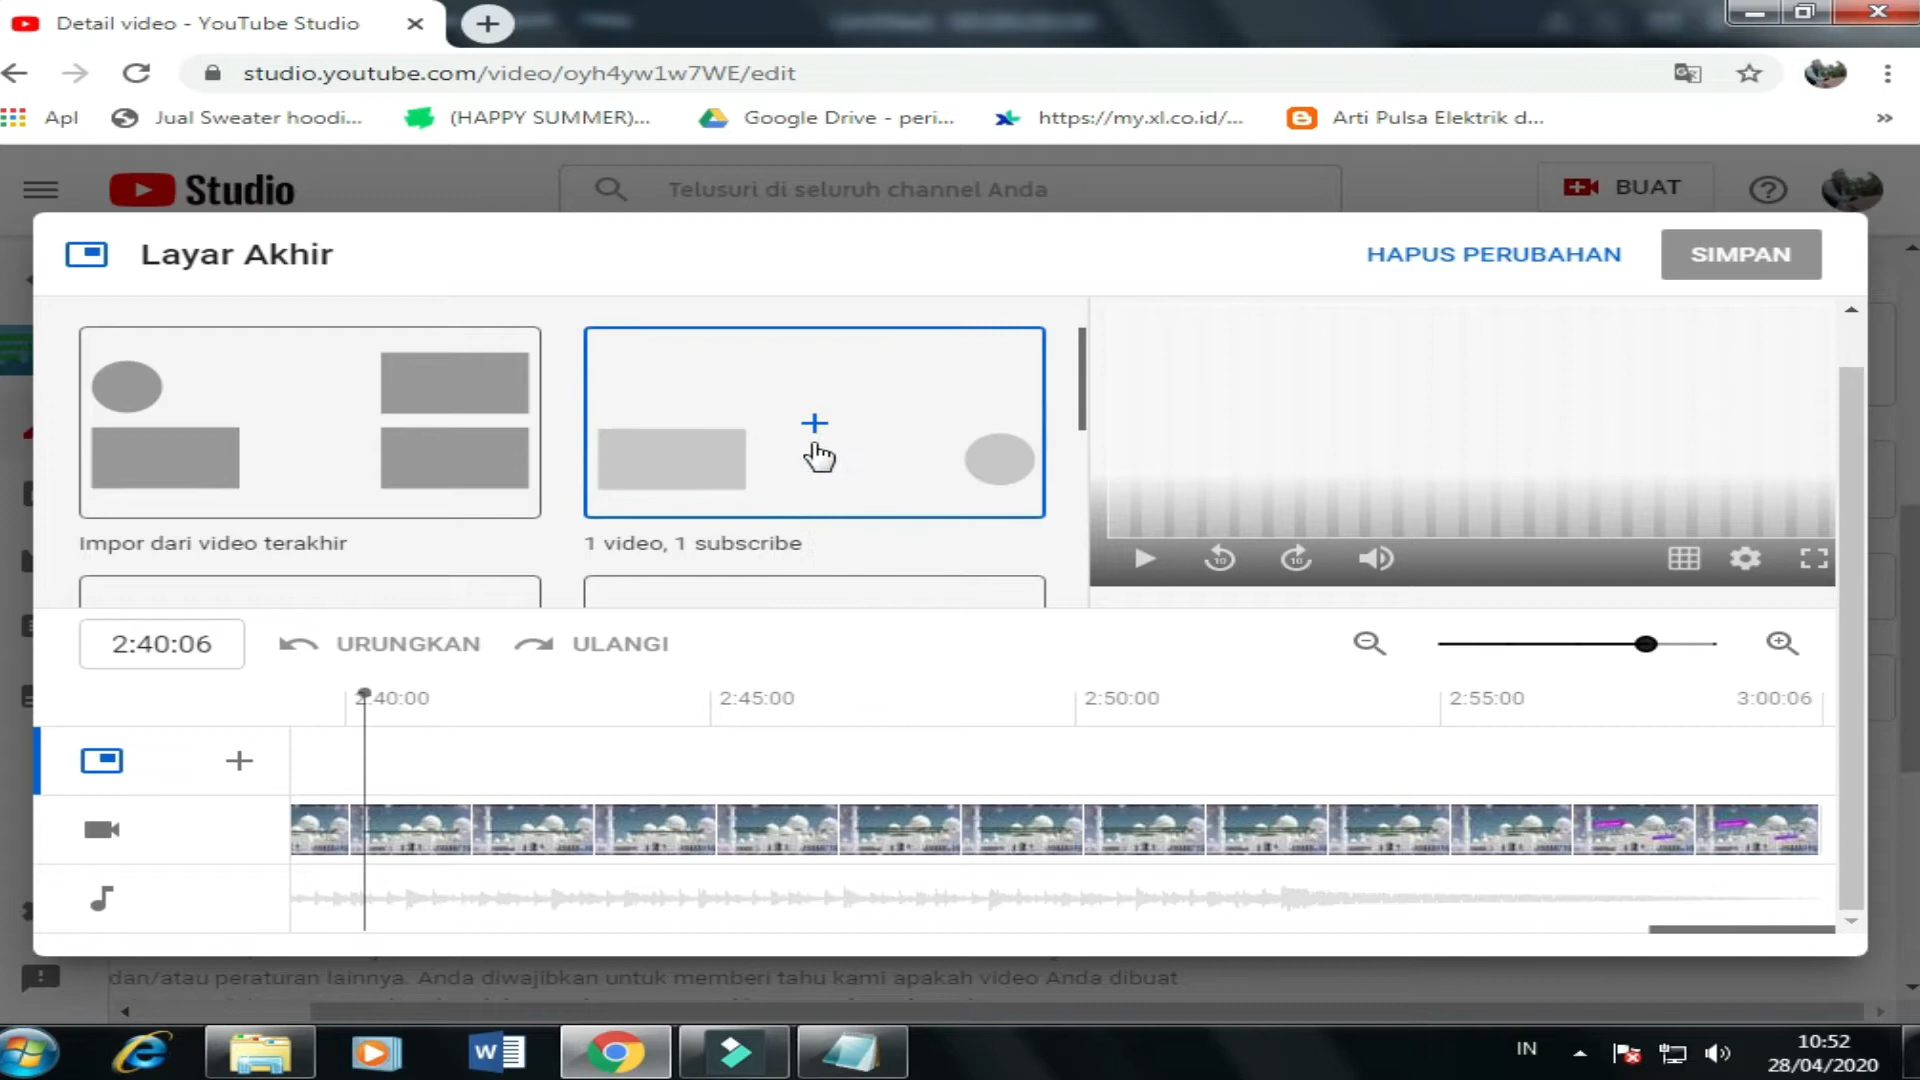 Detail video - YouTube Studio
studio.youtube.com/video/oyh4yw1w7WE/edit
Apl
Jual Sweater hoodi...
(HAPPY SUMMER)...
Google Drive - peri...
https://my.xl.co.id/...
Arti Pulsa Elektrik d...
Studio
Telusuri di seluruh channel Anda
BUAT
Layar Akhir
HAPUS PERUBAHAN
SIMPAN
Impor dari video terakhir
1 video, 1 subscribe
10
10
2:40:06
URUNGKAN
ULANGI
2:40:00
2:45:00
2:50:00
2:55:00
3:00:06
dan/atau peraturan lainnya. Anda diwajibkan untuk memberi tahu kami apakah video Anda dibuat
IN
10:52
28/04/2020